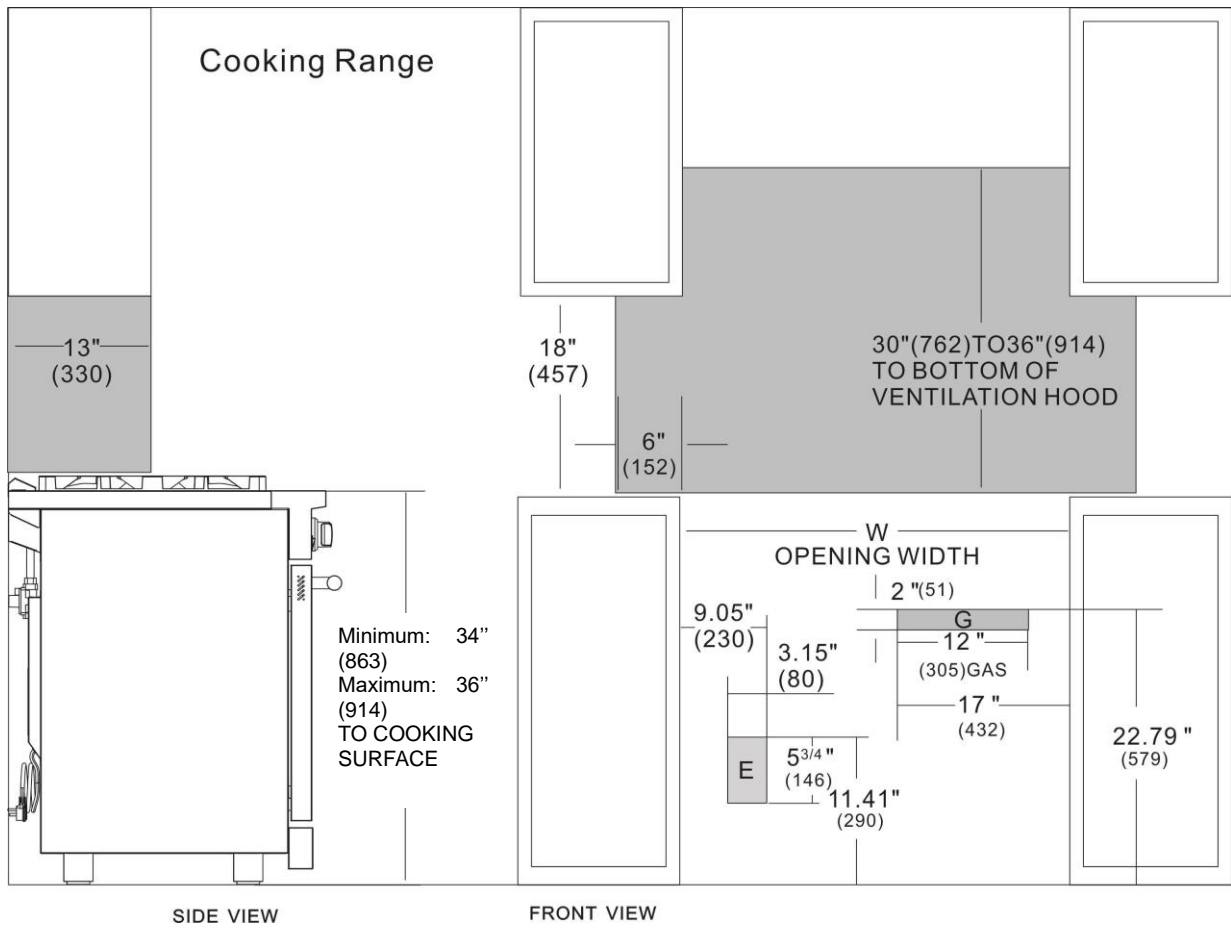 Cooking Range
13"
(330)
18"
(457)
30"(762)TO36"(914)
TO BOTTOM OF
VENTILATION HOOD
6"
(152)
W
OPENING WIDTH
2 "(51)
G
12 "
(305)GAS
17 "
(432)
9.05"
(230)
3.15"
(80)
E
5 3/4 "
(146)
11.41"
(290)
22.79 "
(579)
Minimum: 34’’
(863)
Maximum: 36’’
(914)
TO COOKING
SURFACE
SIDE VIEW
FRONT VIEW